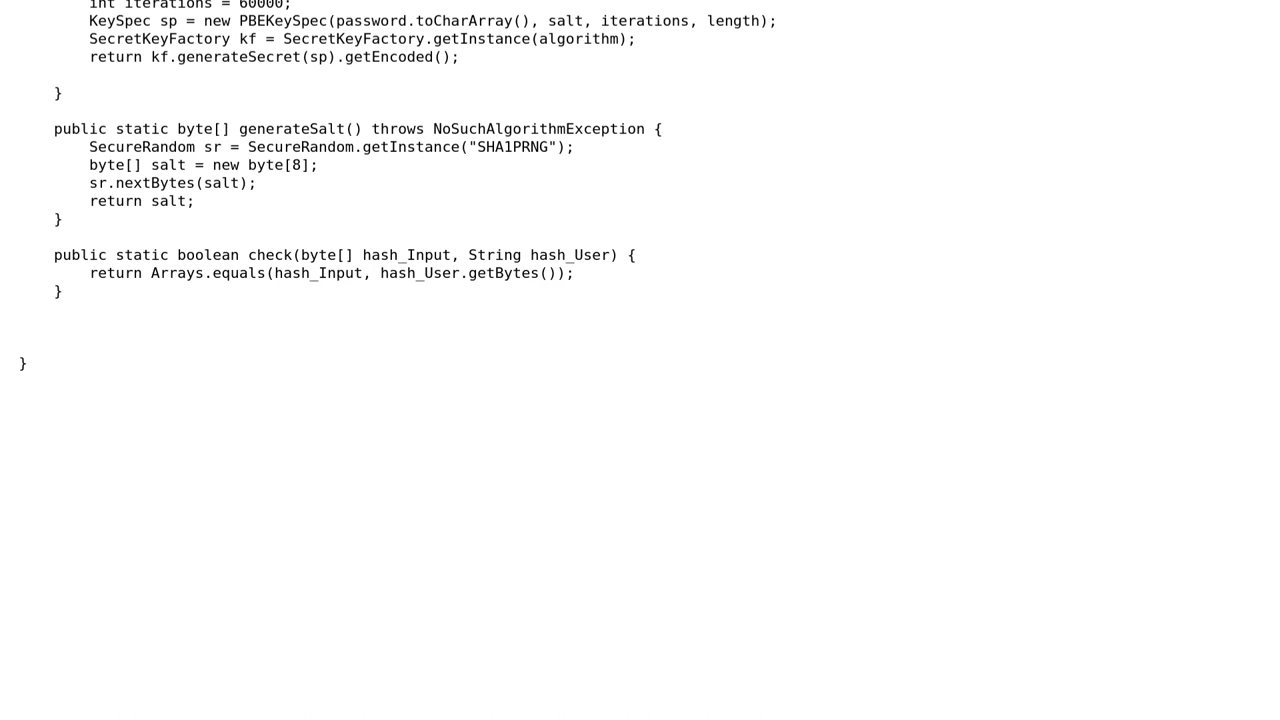 int iterations = 60000;
KeySpec sp = new PBEKeySpec(password.toCharArray(), salt, iterations, length);
SecretKeyFactory kf = SecretKeyFactory.getInstance(algorithm);
return kf.generateSecret(sp).getEncoded();
}
public static byte[] generateSalt() throws NoSuchAlgorithmException {
SecureRandom sr = SecureRandom.getInstance("SHA1PRNG");
byte[] salt = new byte[8];
sr.nextBytes(salt);
return salt;
}
public static boolean check(byte[] hash_Input, String hash_User) {
return Arrays.equals(hash_Input, hash_User.getBytes());
}
}